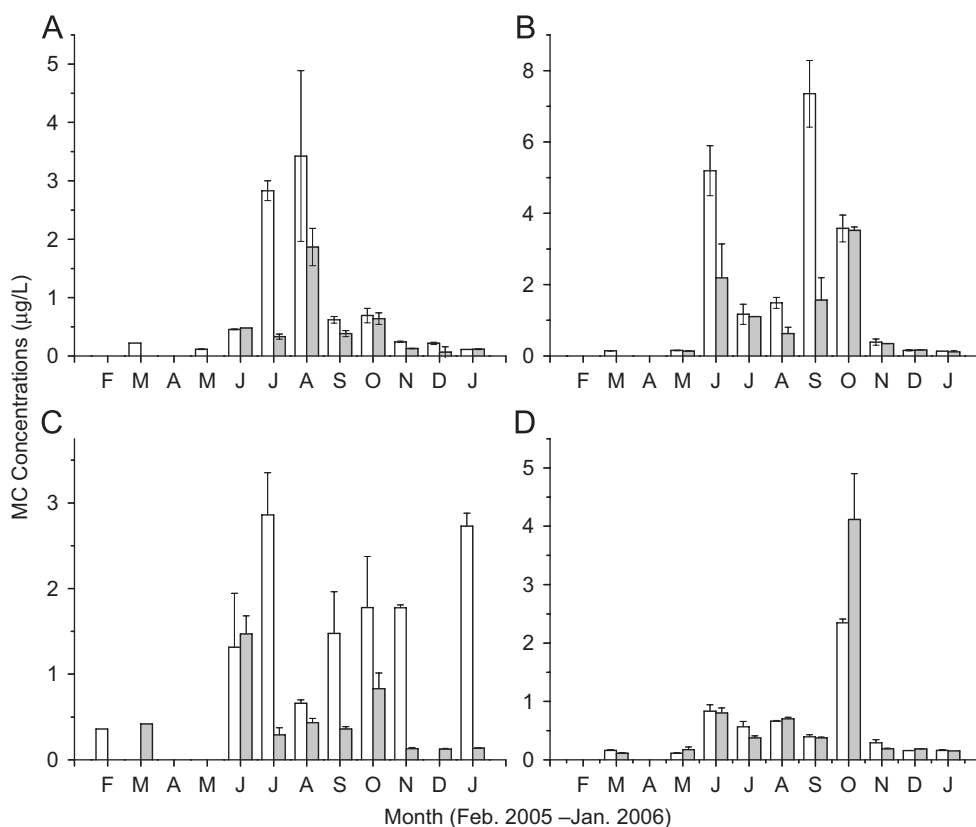 A
B
MC Concentrations (µg/L)
5
4
3
2
1
0
F M A M J J A S O N D J
8
6
4
2
0
F M A M J J A S O N D J
C
D
3
2
1
0
F M A M J J A S O N D J
5
4
3
2
1
0
F M A M J J A S O N D J
Month (Feb. 2005 –Jan. 2006)